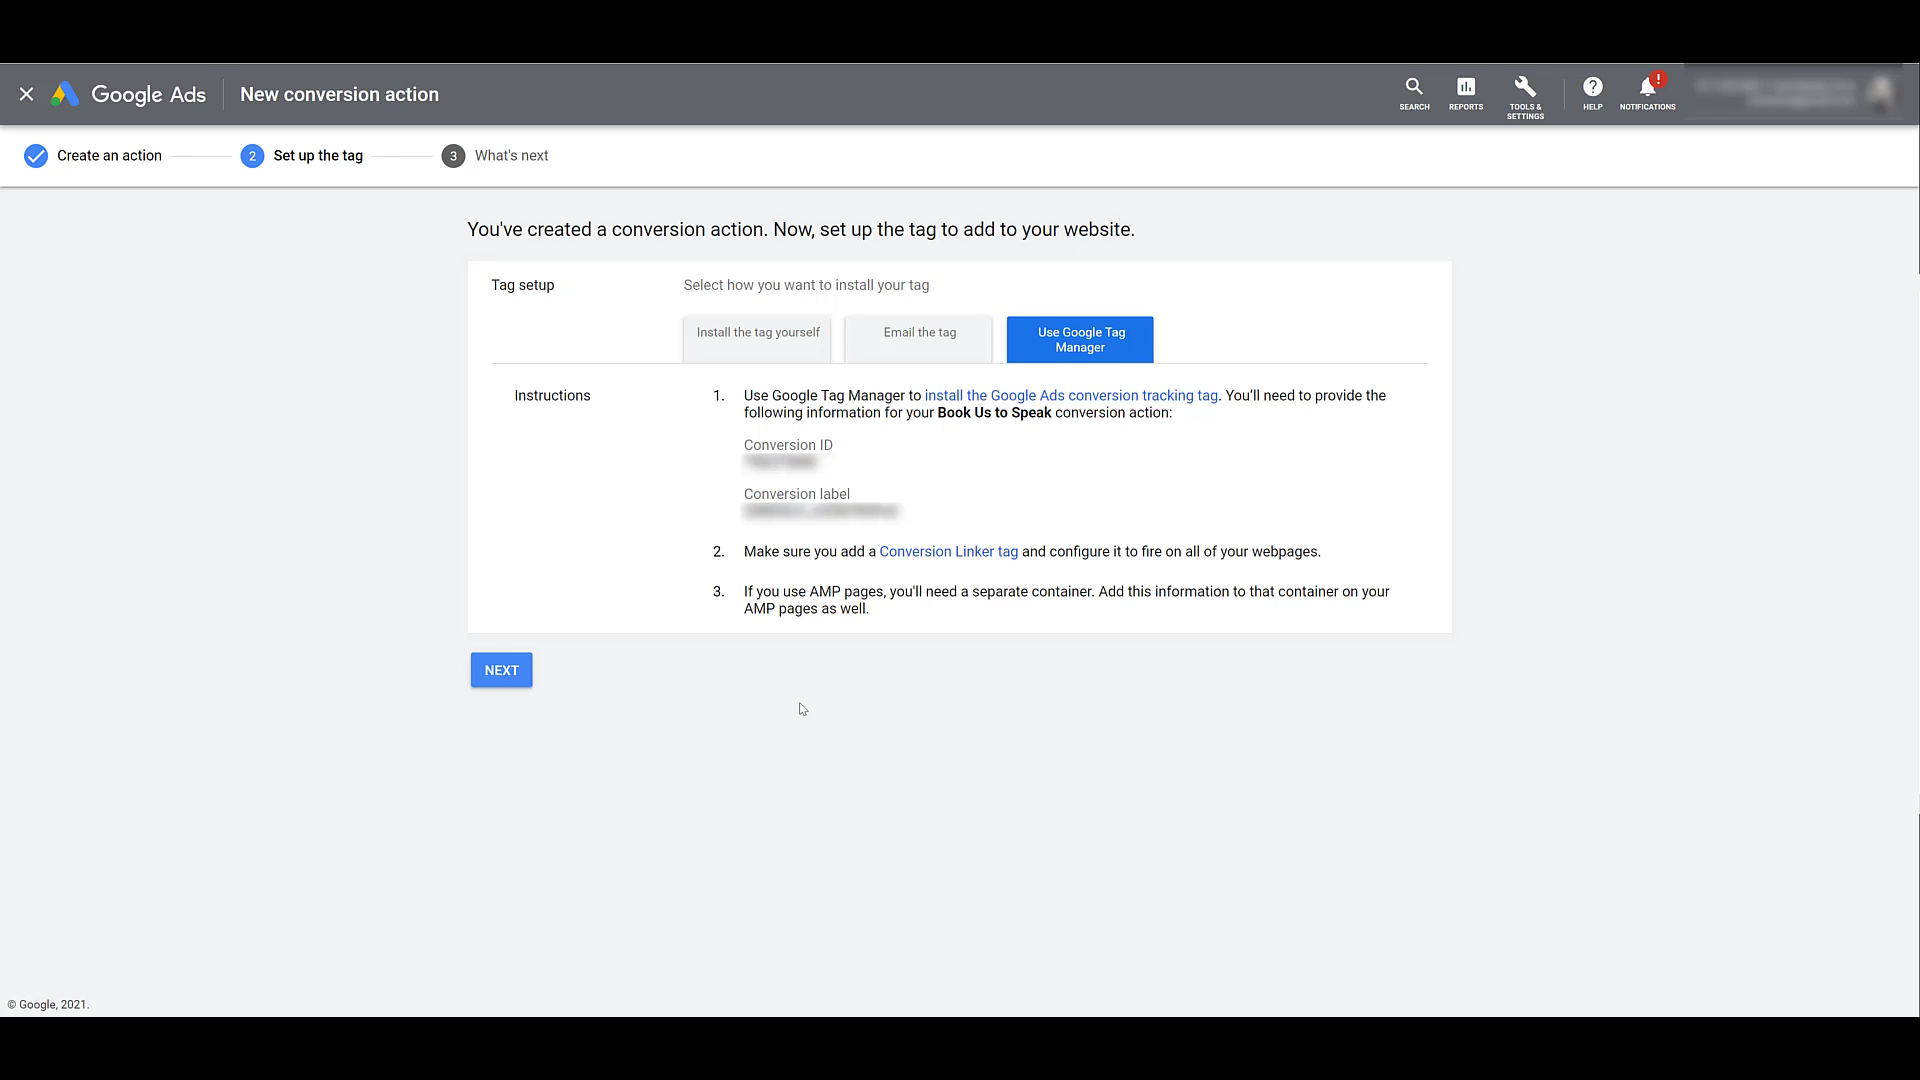 Google Ads
New conversion action
SEARCH
REPORTS
TOOLS &
SETTINGS
HELP
!
NOTIFICATIONS
Create an action
2 Set up the tag
3 What's next
You've created a conversion action. Now, set up the tag to add to your website.
Tag setup
Select how you want to install your tag
Install the tag yourself
Email the tag
Use Google Tag
Manager
Instructions
1. Use Google Tag Manager to install the Google Ads conversion tracking tag. You’ll need to provide the
following information for your Book Us to Speak conversion action:
Conversion ID
Conversion label
2. Make sure you add a Conversion Linker tag and configure it to fire on all of your webpages.
3. If you use AMP pages, you'll need a separate container. Add this information to that container on your
AMP pages as well.
NEXT
© Google, 2021.